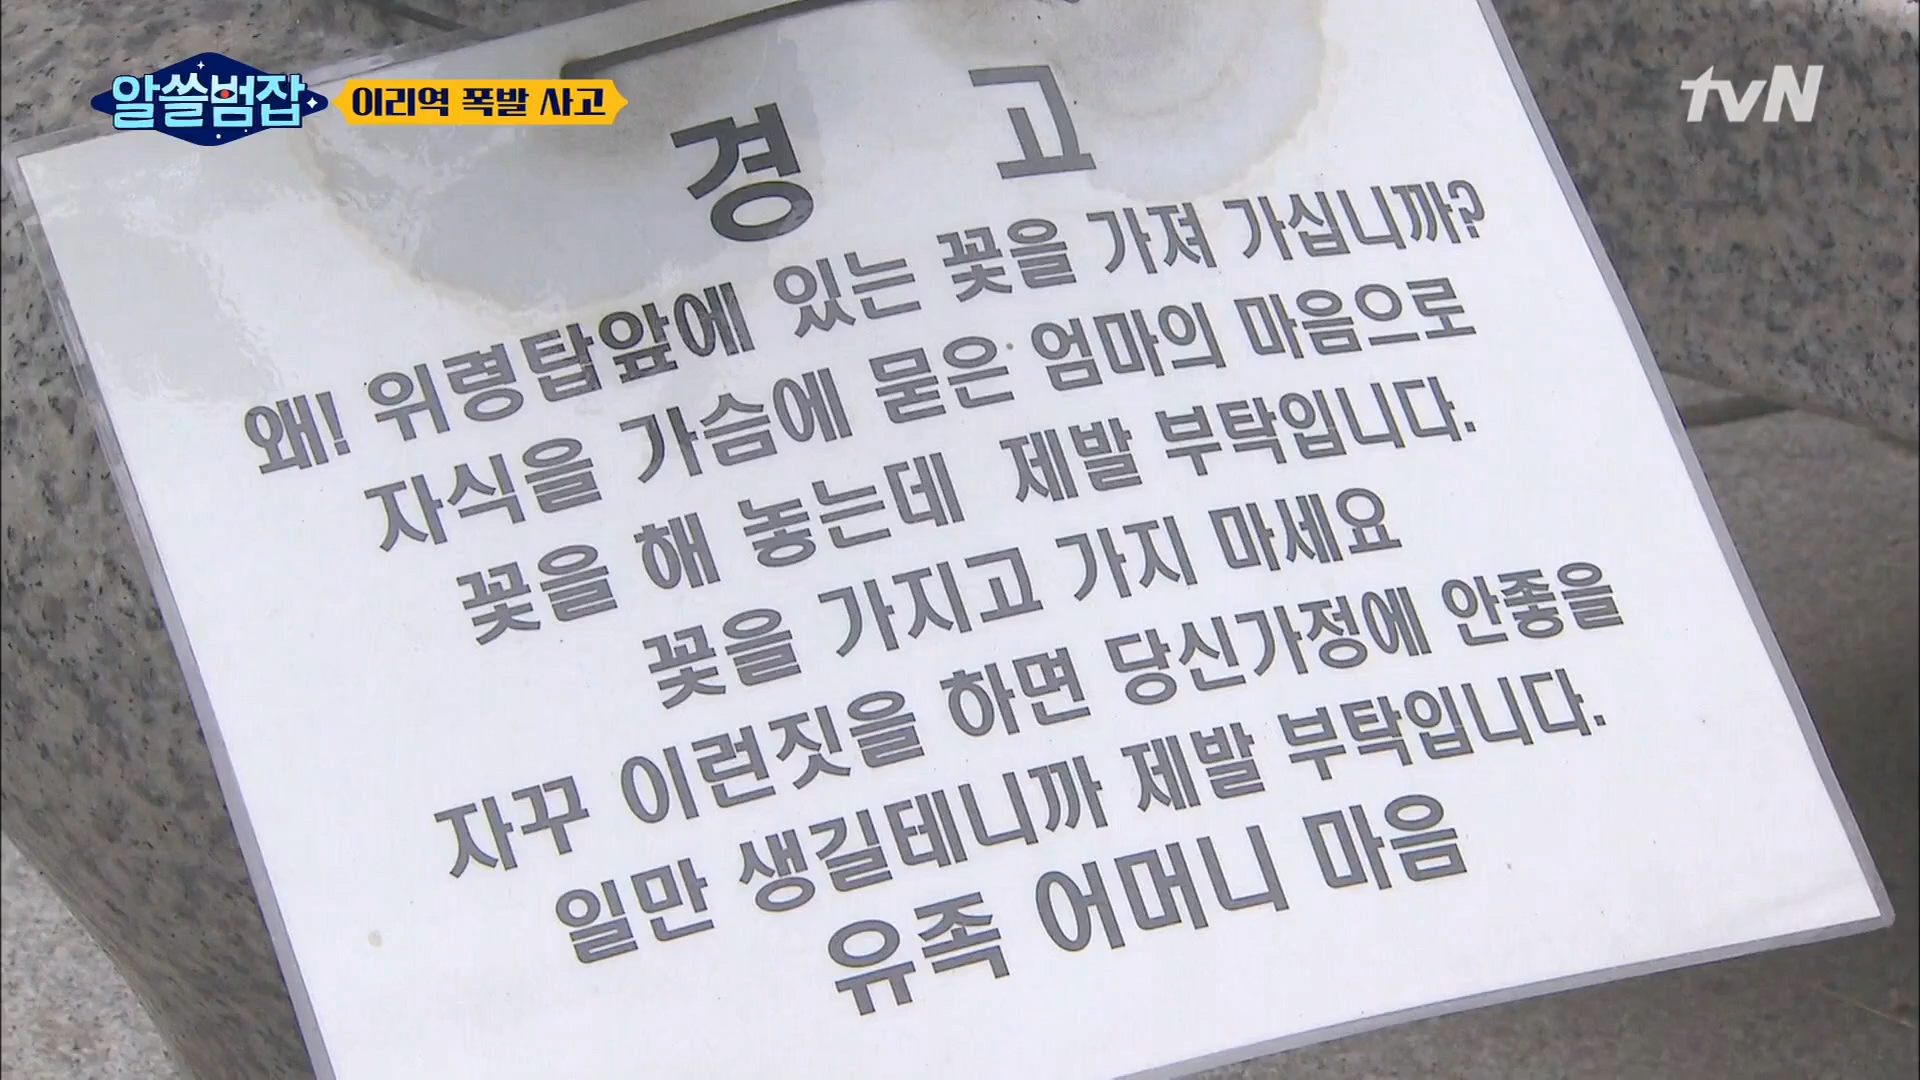 알쓸범잡
이리역 폭발 사고
tvN
경 고
왜! 위령탑앞에 있는 꽃을 가져 가십니까?
자식을 가슴에 묻은 엄마의 마음으로
꽃을 해 놓는데 제발 부탁입니다.
꽃을 가지고 가지 마세요
자꾸 이런짓을 하면 당신가정에 안좋을
일만 생길테니까 제발 부탁입니다.
유족 어머니 마음